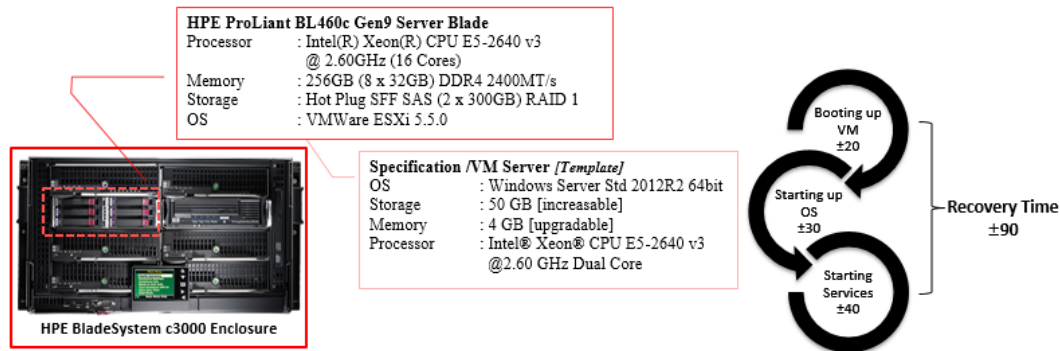 HPE ProLiant BL460c Gen9 Server Blade
Processor : Intel(R) Xeon(R) CPU E5-2640 v3
@ 2.60GHz (16 Cores)
Memory : 256GB (8 x 32GB) DDR4 2400MT/s
Storage : Hot Plug SFF SAS (2 x 300GB) RAID 1
OS : VMWare ESXi 5.5.0
Specification /VM Server [Template]
OS : Windows Server Std 2012R2 64bit
Storage : 50 GB [increasable]
Memory : 4 GB [upgradable]
Processor : Intel® Xeon® CPU E5-2640 v3
@2.60 GHz Dual Core
HPE BladeSystem c3000 Enclosure
Booting up
VM
±20
Starting up
OS
±30
Starting
Services
±40
Recovery Time
±90